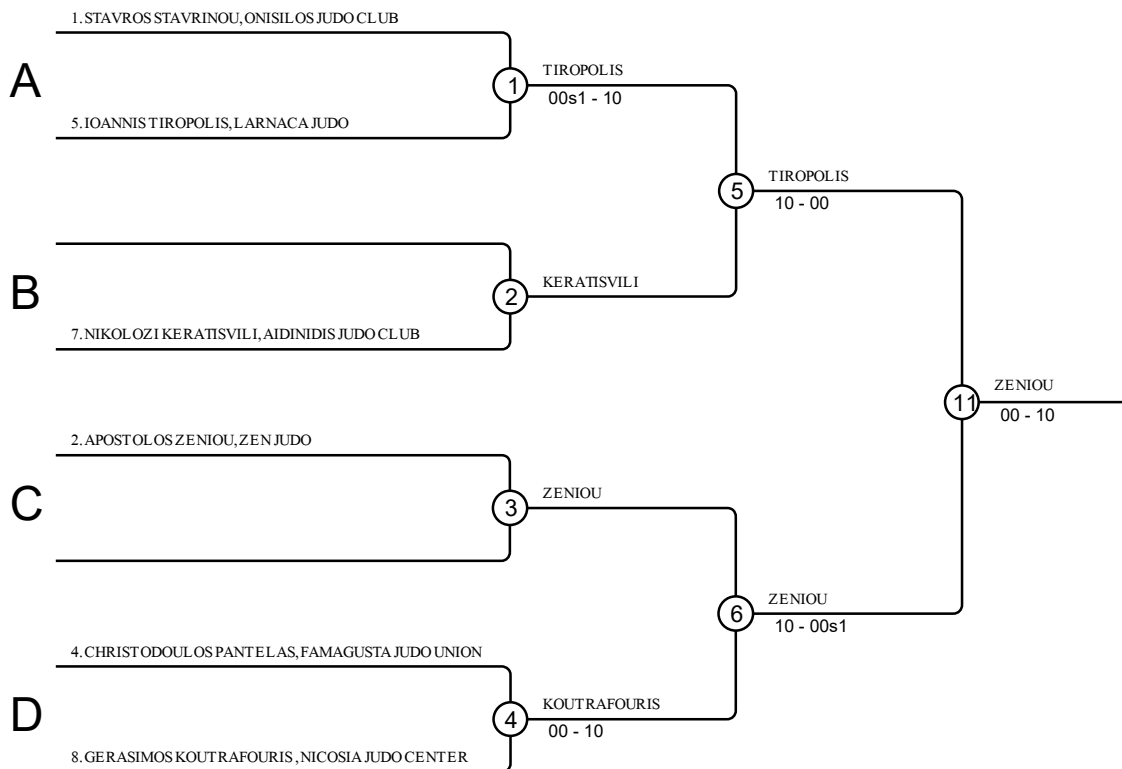 1. STAVROS STAVRINOU, ONISILOS JUDO CLUB
A
1
TIROPOLIS
00s1 - 10
5. IOANNIS TIROPOLIS, LARNACA JUDO
5
TIROPOLIS
10 - 00
B
2
KERATISVILI
7. NIKOLOZI KERATISVILI, AIDINIDIS JUDO CLUB
11
ZENIOU
00 - 10
2. APOSTOLOS ZENIOU, ZEN JUDO
C
3
ZENIOU
6
ZENIOU
10 - 00s1
4. CHRISTODOULOS PANTELAS, FAMAGUSTA JUDO UNION
D
4
KOUTRAFOURIS
00 - 10
8. GERASIMOS KOUTRAFOURIS , NICOSIA JUDO CENTER